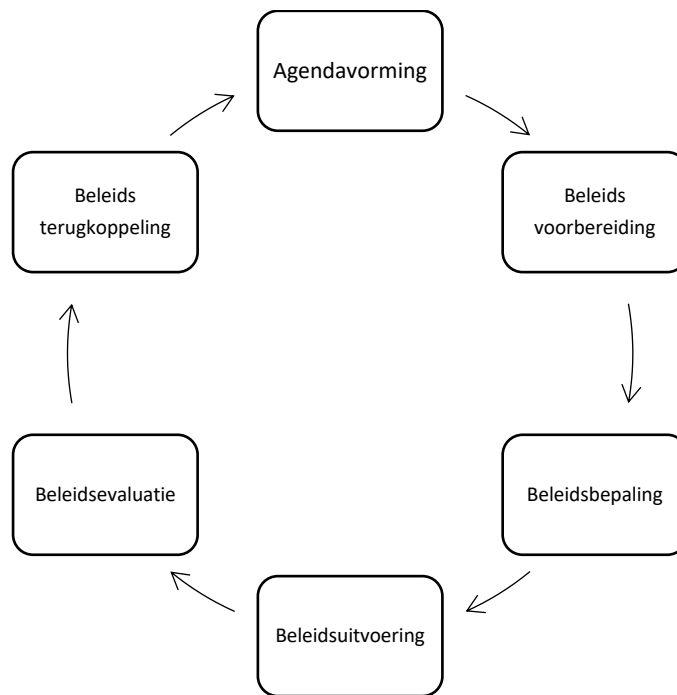 Agendavorming
Beleids
voorbereiding
Beleidsbepaling
Beleidsuitvoering
Beleidsevaluatie
Beleids
terugkoppeling